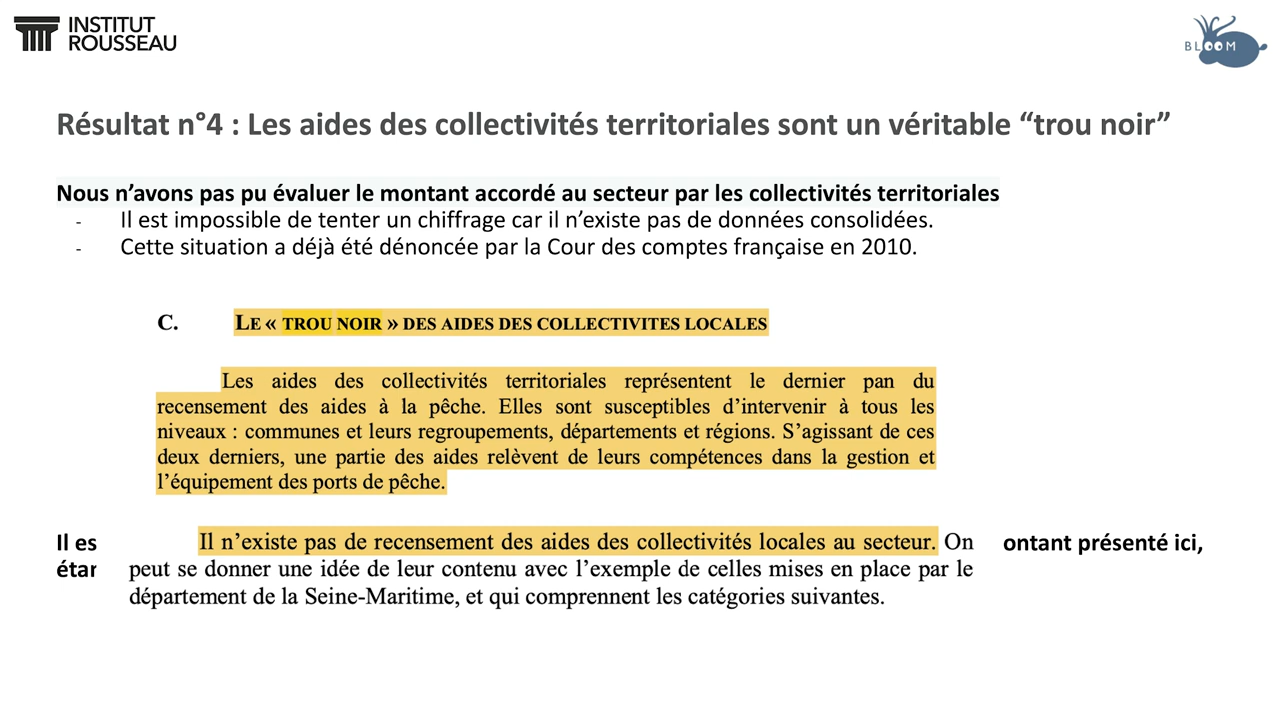 INSTITUT
ROUSSEAU
BLOOM
Résultat n°4 : Les aides des collectivités territoriales sont un véritable “trou noir”
Nous n’avons pas pu évaluer le montant accordé au secteur par les collectivités territoriales
- Il est impossible de tenter un chiffrage car il n’existe pas de données consolidées.
- Cette situation a déjà été dénoncée par la Cour des comptes française en 2010.
C. LE « TROU NOIR » DES AIDES DES COLLECTIVITES LOCALES
Les aides des collectivités territoriales représentent le dernier pan du
recensement des aides à la pêche. Elles sont susceptibles d’intervenir à tous les
niveaux : communes et leurs regroupements, départements et régions. S’agissant de ces
deux derniers, une partie des aides relèvent de leurs compétences dans la gestion et
l’équipement des ports de pêche.
Il es
ontant présenté ici,
étan
Il n’existe pas de recensement des aides des collectivités locales au secteur. On
peut se donner une idée de leur contenu avec l’exemple de celles mises en place par le
département de la Seine-Maritime, et qui comprennent les catégories suivantes.